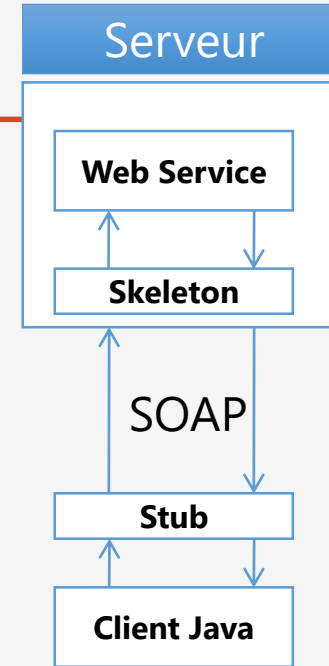 Serveur
Web Service
Skeleton
SOAP
Stub
Client Java